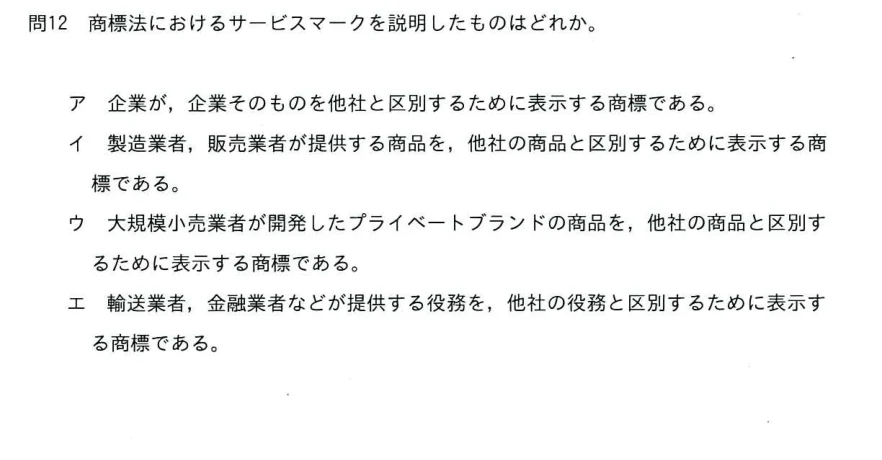 問12　商標法におけるサービスマークを説明したものはどれか。
ア　企業が，企業そのものを他社と区別するために表示する商標である。
イ　製造業者，販売業者が提供する商品を，他社の商品と区別するために表示する商
標である。
ウ　大規模小売業者が開発したプライベートブランドの商品を，他社の商品と区別す
るために表示する商標である。
エ　輸送業者，金融業者などが提供する役務を，他社の役務と区別するために表示す
る商標である。